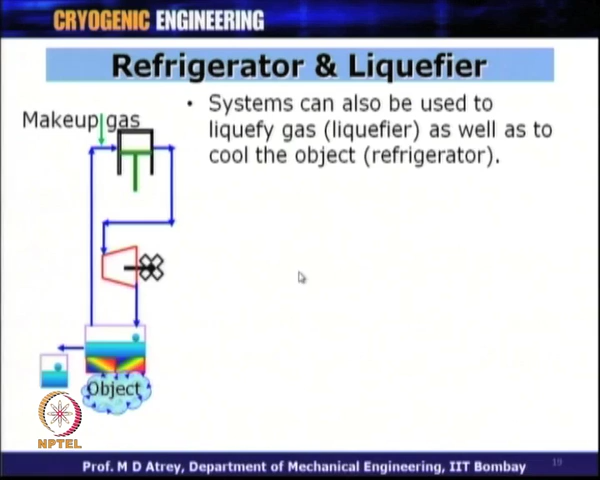 CRYOGENIC ENGINEERING
Refrigerator & Liquefier
Makeup gas
• Systems can also be used to
liquefy gas (liquefier) as well as to
cool the object (refrigerator).
Object
NPTEL
Prof. M D Atrey, Department of Mechanical Engineering, IIT Bombay
19